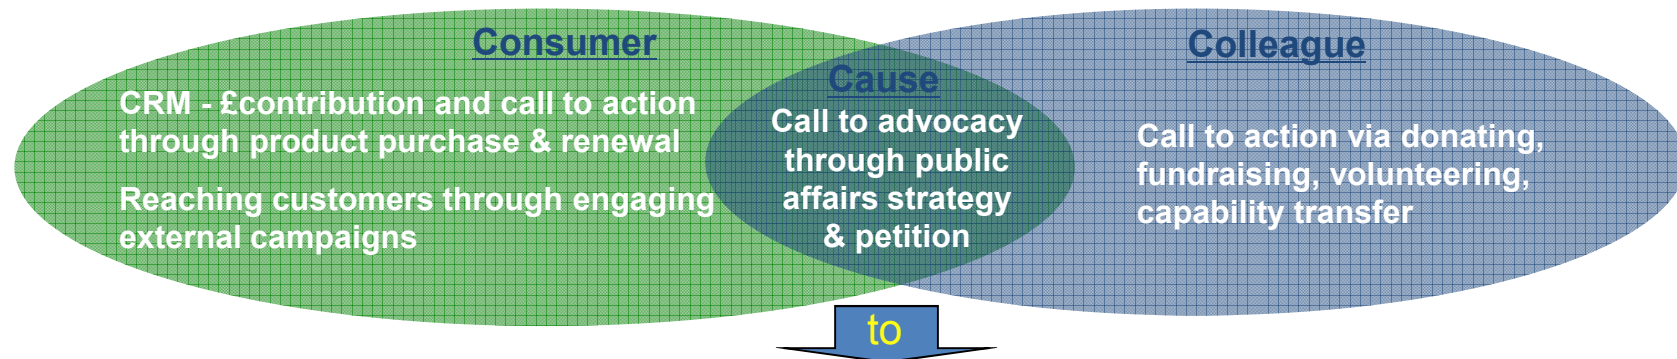 Consumer
CRM - £contribution and call to action
through product purchase & renewal
Reaching customers through engaging
external campaigns
Cause
Call to advocacy
through public
affairs strategy
& petition
Colleague
Call to action via donating,
fundraising, volunteering,
capability transfer
to